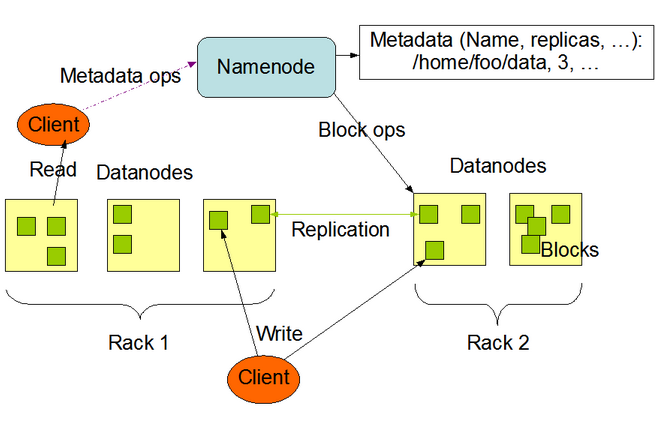 Metadata (Name, replicas, …):
/home/foo/data, 3, …
Namenode
Metadata ops
Client
Block ops
Read
Datanodes
Datanodes
Replication
Blocks
Rack 1
Write
Rack 2
Client